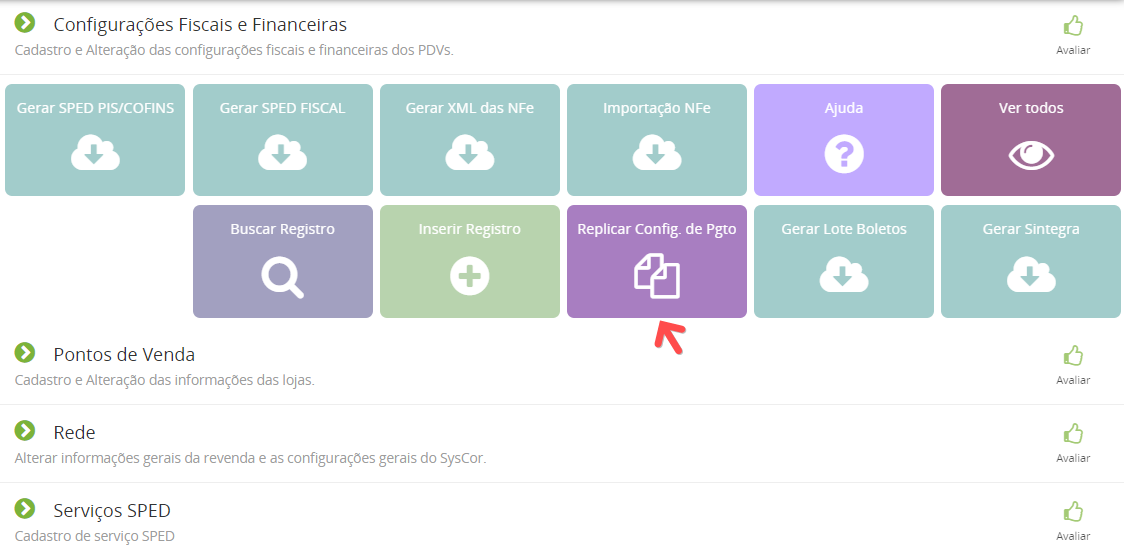 Configurações Fiscais e Financeiras
Cadastro e Alteração das configurações fiscais e financeiras dos PDVs.
Avaliar
Gerar SPED PIS/COFINS
Gerar SPED FISCAL
Gerar XML das NFe
Importação NFe
Ajuda
Ver todos
Buscar Registro
Inserir Registro
Replicar Config. de Pgto
Gerar Lote Boletos
Gerar Sintegra
Pontos de Venda
Cadastro e Alteração das informações das lojas.
Avaliar
Rede
Alterar informações gerais da revenda e as configurações gerais do SysCor.
Avaliar
Serviços SPED
Cadastro de serviço SPED
Avaliar